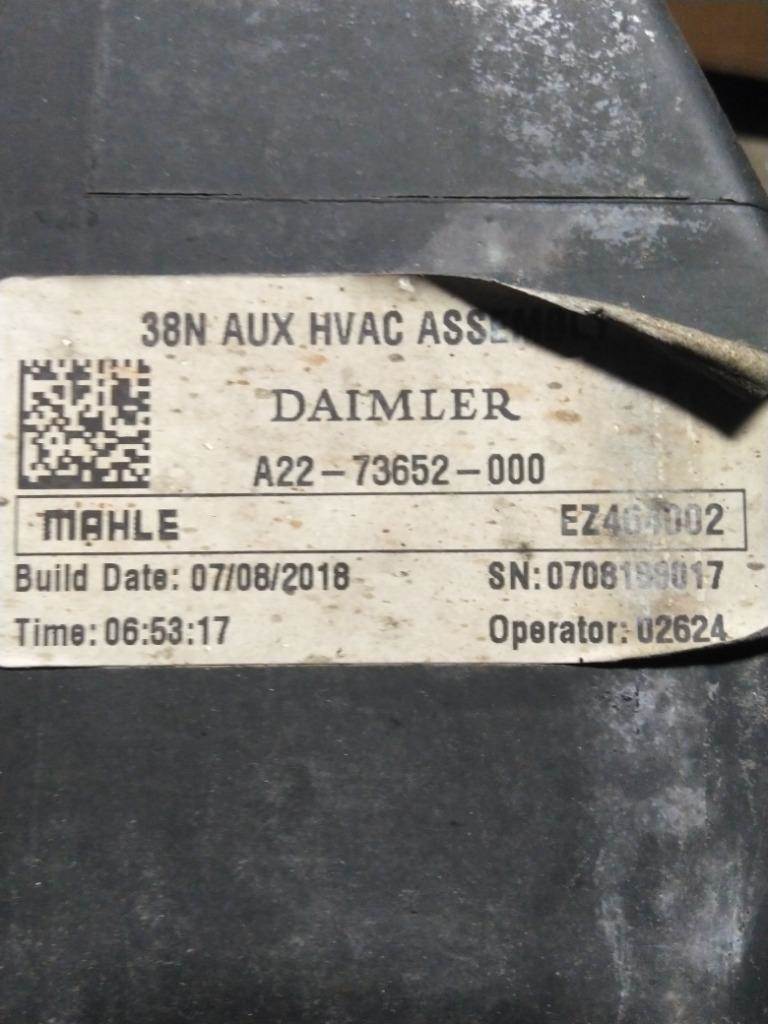 38N AUX HVAC ASSEMBLY
DAIMLER
A22-73652-000
MAHLE
Build Date: 07/08/2018
SN:
Time: 06:53:17
Operator: 02624